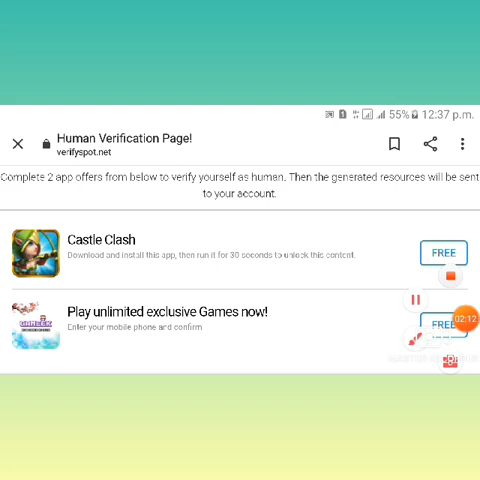 55% 12:37 p.m.
Human Verification Page!
verifyspot.net
Complete 2 app offers from below to verify yourself as human. Then the generated resources will be sent
to your account.
Castle Clash
Download and install this app, then run it for 30 seconds to unlock this content.
FREE
Play unlimited exclusive Games now!
Enter your mobile phone and confirm
FREE
02:12